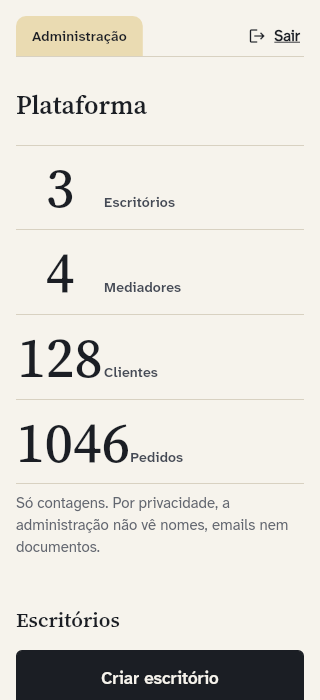 Administração
Sair
Plataforma
3 Escritórios
4 Mediadores
128 Clientes
1046 Pedidos
Só contagens. Por privacidade, a
administração não vê nomes, emails nem
documentos.
Escritórios
Criar escritório